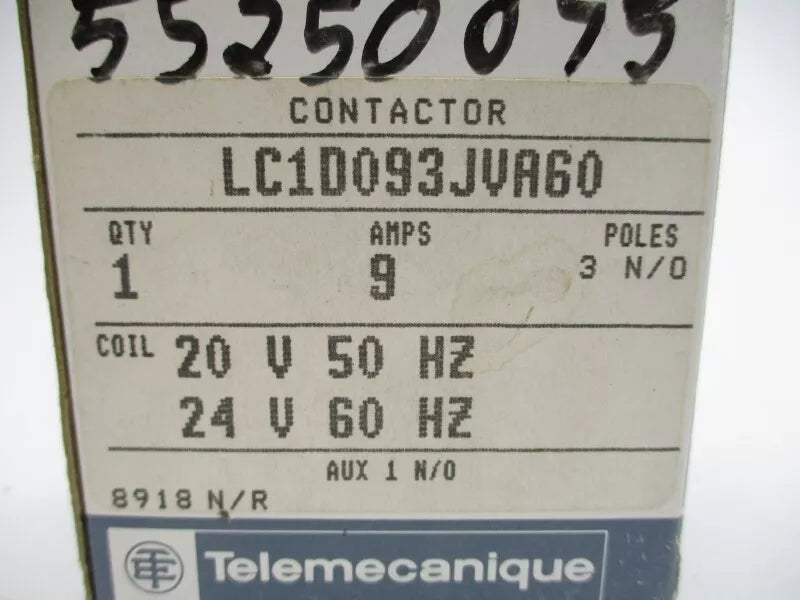 55250075
CONTACTOR
LC1D093JVA60
QTY AMPS POLES
1 9 3 N/O
COIL 20 V 50 HZ
24 V 60 HZ
AUX 1 N/O
8918 N/R
TE Telemecanique